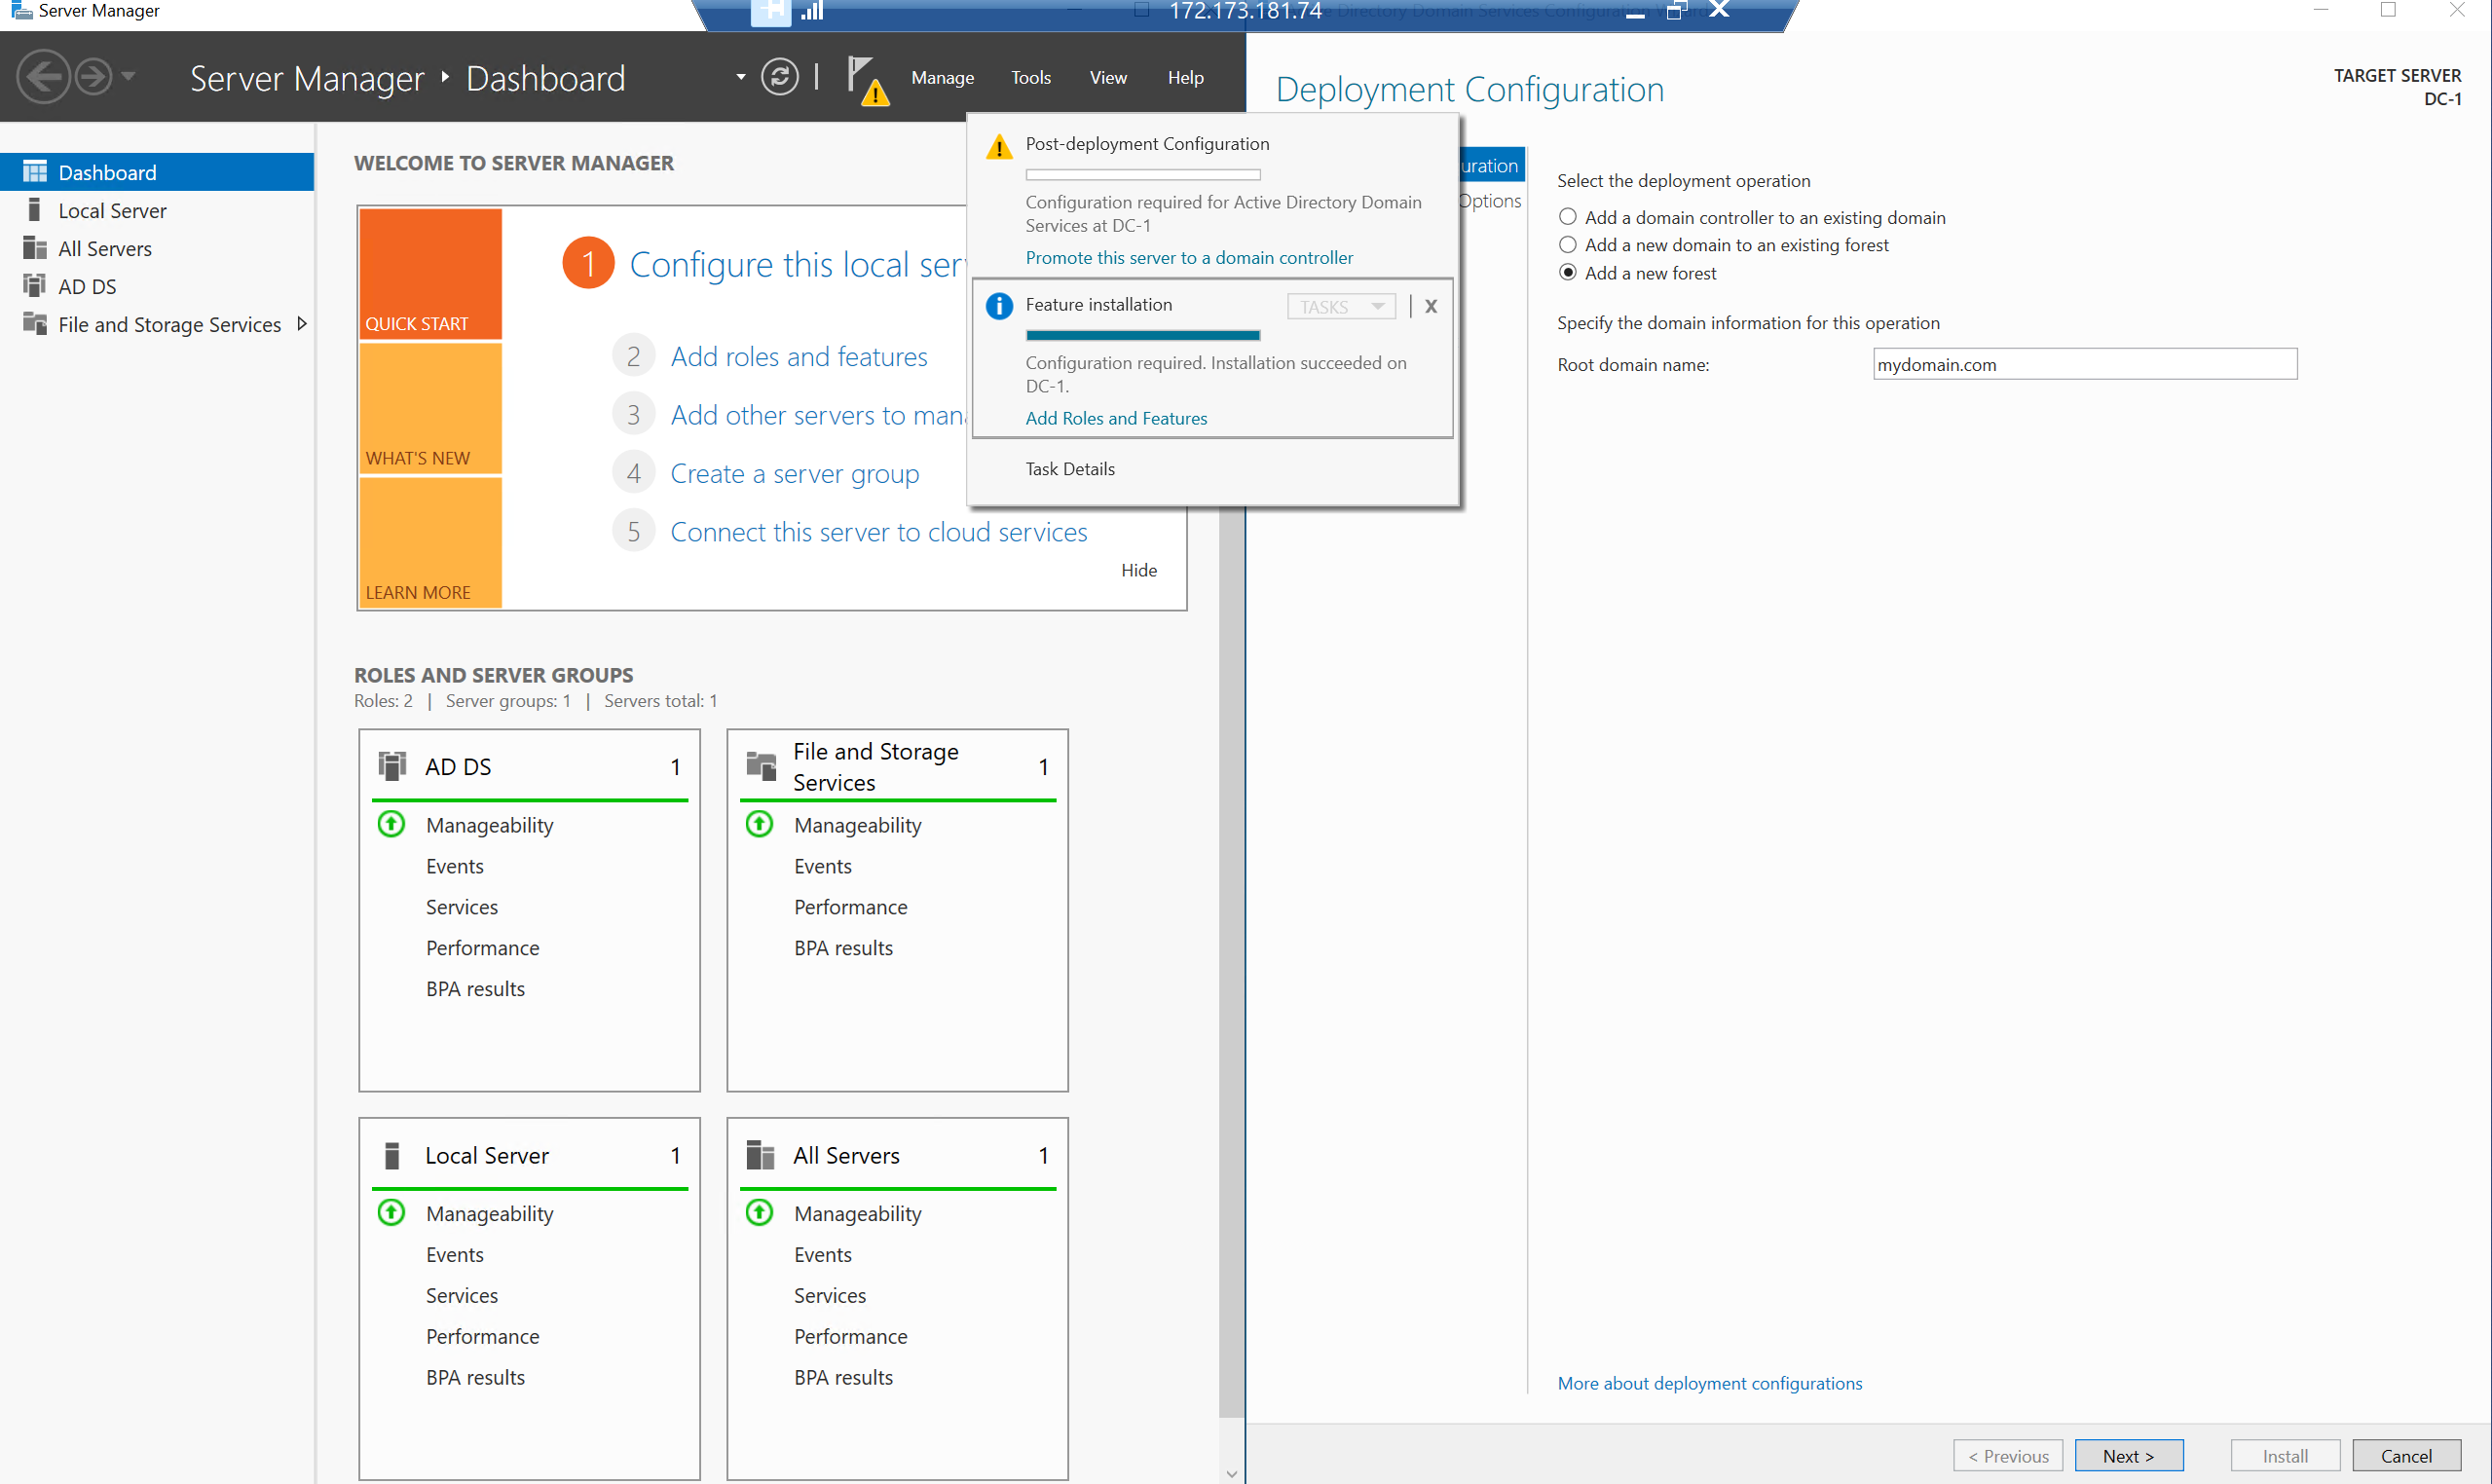 Server Manager
172.173.181.74
Directory Domain Services Configuration
Server Manager
Dashboard
Manage
Tools
View
Help
Dashboard
Local Server
All Servers
AD DS
File and Storage Services
WELCOME TO SERVER MANAGER
QUICK START
WHAT'S NEW
LEARN MORE
1 Configure this local
2 Add roles and features
3 Add other servers to
4 Create a server group
5 Connect this server to cloud services
Hide
Post-deployment Configuration
Configuration required for Active Directory Domain
Services at DC-1
Promote this server to a domain controller
Feature installation
TASKS
X
Configuration required. Installation succeeded on
DC-1.
Add Roles and Features
Task Details
ROLES AND SERVER GROUPS
Roles: 2 | Server groups: 1 | Servers total: 1
AD DS 1
Manageability
Events
Services
Performance
BPA results
File and Storage
Services 1
Manageability
Events
Performance
BPA results
Local Server 1
Manageability
Events
Services
Performance
BPA results
All Servers 1
Manageability
Events
Services
Performance
BPA results
Deployment Configuration
TARGET SERVER
DC-1
uration
Options
Select the deployment operation
Add a domain controller to an existing domain
Add a new domain to an existing forest
Add a new forest
Specify the domain information for this operation
Root domain name: mydomain.com
More about deployment configurations
< Previous
Next >
Install
Cancel